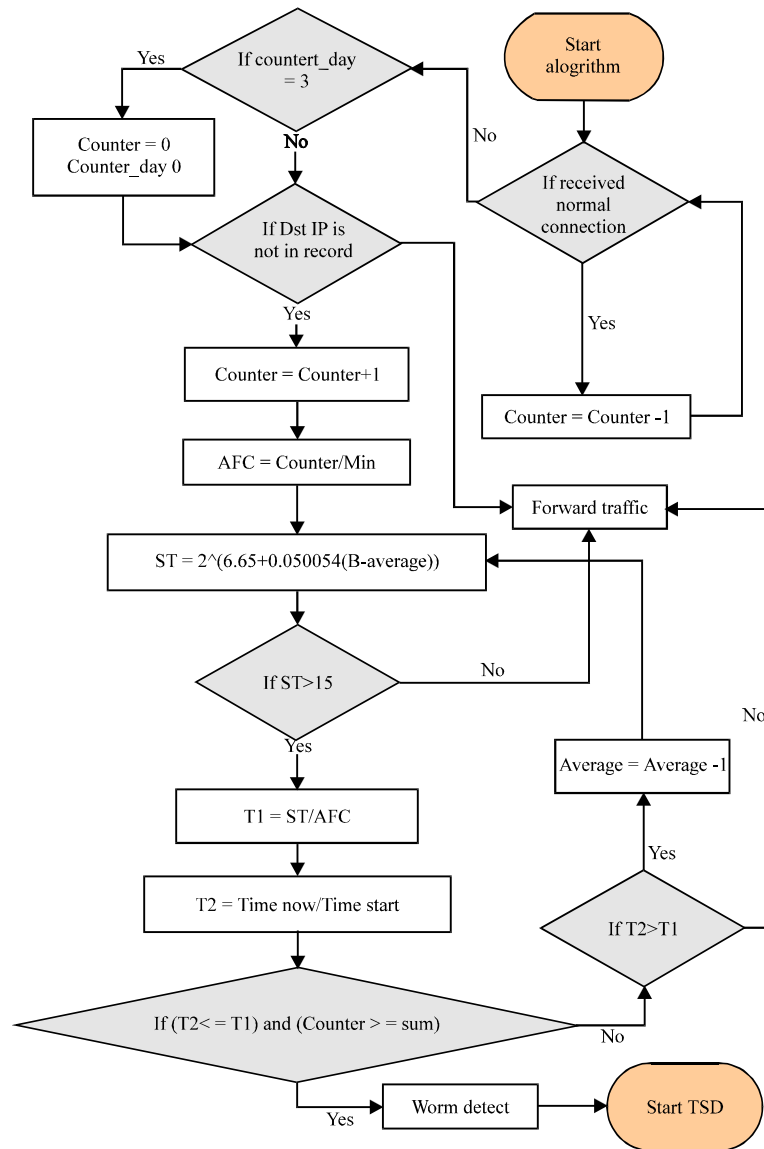 Start
alogrithm
If received
normal
connection
No
Yes
Counter = Counter -1
If countert_day
= 3
Yes
Counter = 0
Counter_day 0
No
If Dst IP is
not in record
Yes
Counter = Counter+1
AFC = Counter/Min
Forward traffic
ST = 2^(6.65+0.050054(B-average))
If ST>15
No
Yes
T1 = ST/AFC
T2 = Time now/Time start
If (T2< = T1) and (Counter > = sum)
No
If T2>T1
Yes
No
Average = Average -1
Yes
Worm detect
Start TSD